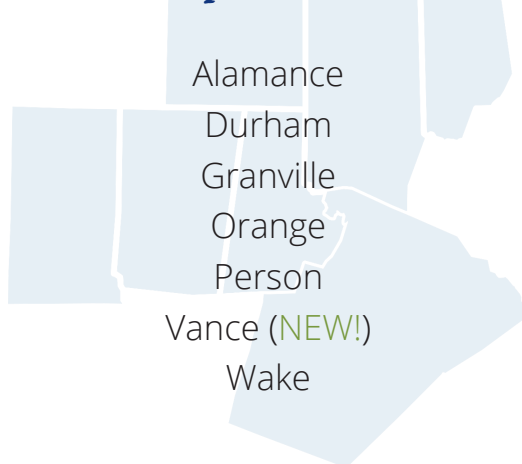 Alamance
Durham
Granville
Orange
Person
Vance (NEW!)
Wake